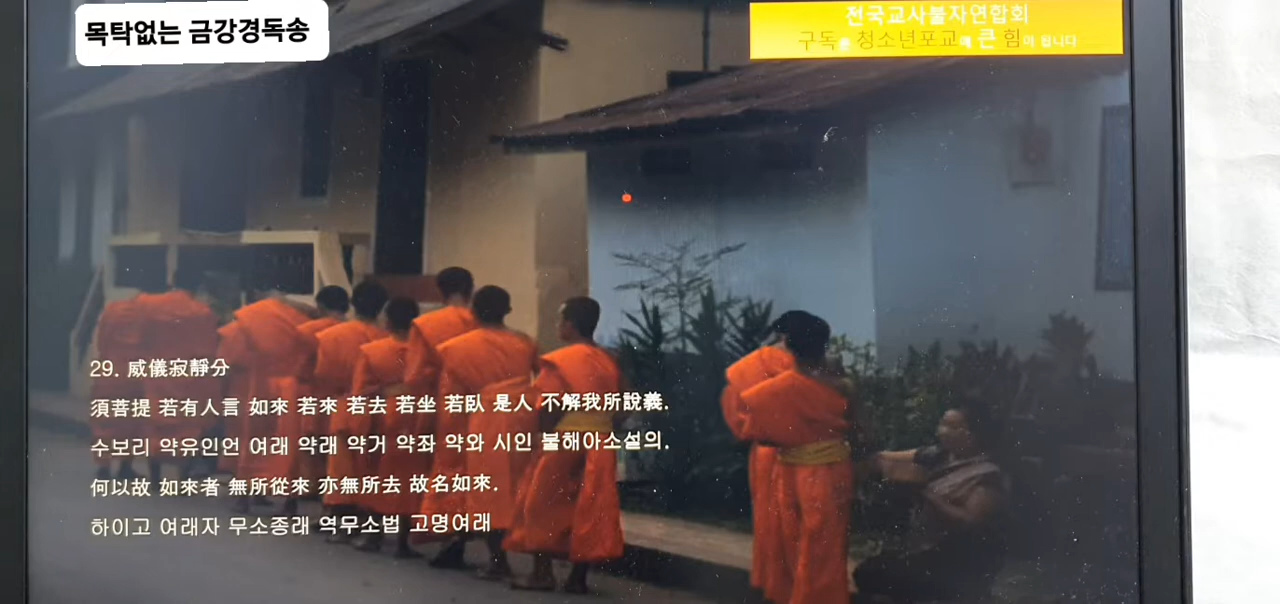 목탁없는 금강경독송
전국교사불자연합회
구독은 청소년포교에 큰 힘이 됩니다
29. 威儀寂靜分
須菩提 若有人言 如來 若來 若去 若坐 若臥 是人 不解我所說義.
수보리 약유인언 여래 약래 약거 약좌 약와 시인 불해아소설의.
何以故 如來者 無所從來 亦無所去 故名如來.
하이고 여래자 무소종래 역무소법 고명여래